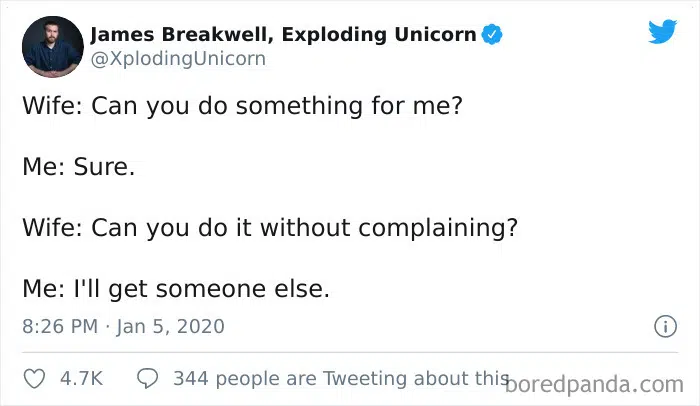 James Breakwell, Exploding Unicorn
@XplodingUnicorn
Wife: Can you do something for me?
Me: Sure.
Wife: Can you do it without complaining?
Me: I'll get someone else.
8:26 PM · Jan 5, 2020
4.7K 344 people are Tweeting about this
boredpanda.com